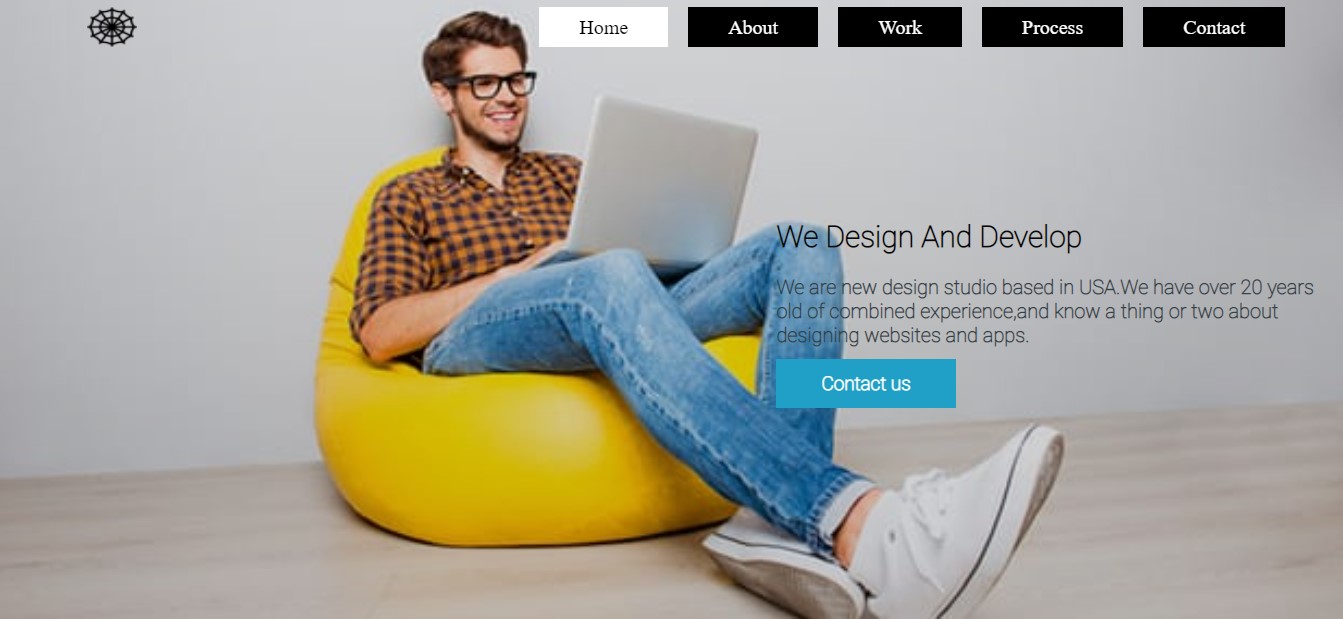 Home About Work Process Contact
We Design And Develop
We are new design studio based in USA.We have over 20 years
old of combined experience,and know a thing or two about
designing websites and apps.
Contact us